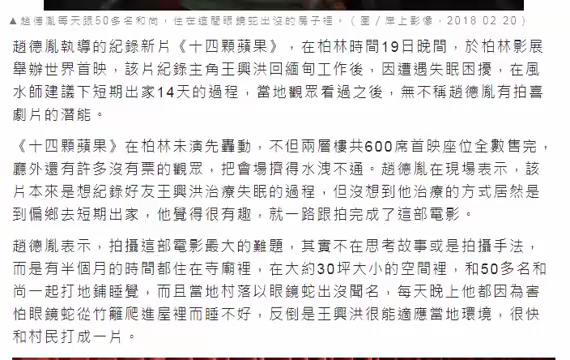 ▲趙德胤每天跟50多名和尚，住在這間眼鏡蛇出沒的房子裡。（圖／岸上影像，2018 02 20）
趙德胤執導的紀錄新片《十四顆蘋果》，在柏林時間19日晚間，於柏林影展
舉辦世界首映，該片紀錄主角王興洪回緬甸工作後，因遭遇失眠困擾，在風
水師建議下短期出家14天的過程，當地觀眾看過之後，無不稱趙德胤有拍喜
劇片的潛能。
《十四顆蘋果》在柏林未演先轟動，不但兩層樓共600席首映座位全數售完，
廳外還有許多沒有票的觀眾，把會場擠得水洩不通。趙德胤在現場表示，該
片本來是想紀錄好友王興洪治療失眠的過程，但沒想到他治療的方式居然是
到偏鄉去短期出家，他覺得很有趣，就一路跟拍完成了這部電影。
趙德胤表示，拍攝這部電影最大的難題，其實不在思考故事或是拍攝手法，
而是有半個月的時間都住在寺廟裡，在大約30坪大小的空間裡，和50多名和
尚一起打地鋪睡覺，而且當地村落以眼鏡蛇出沒聞名，每天晚上他都因為害
怕眼鏡蛇從竹籬爬進屋裡而睡不好，反倒是王興洪很能適應當地環境，很快
和村民打成一片。